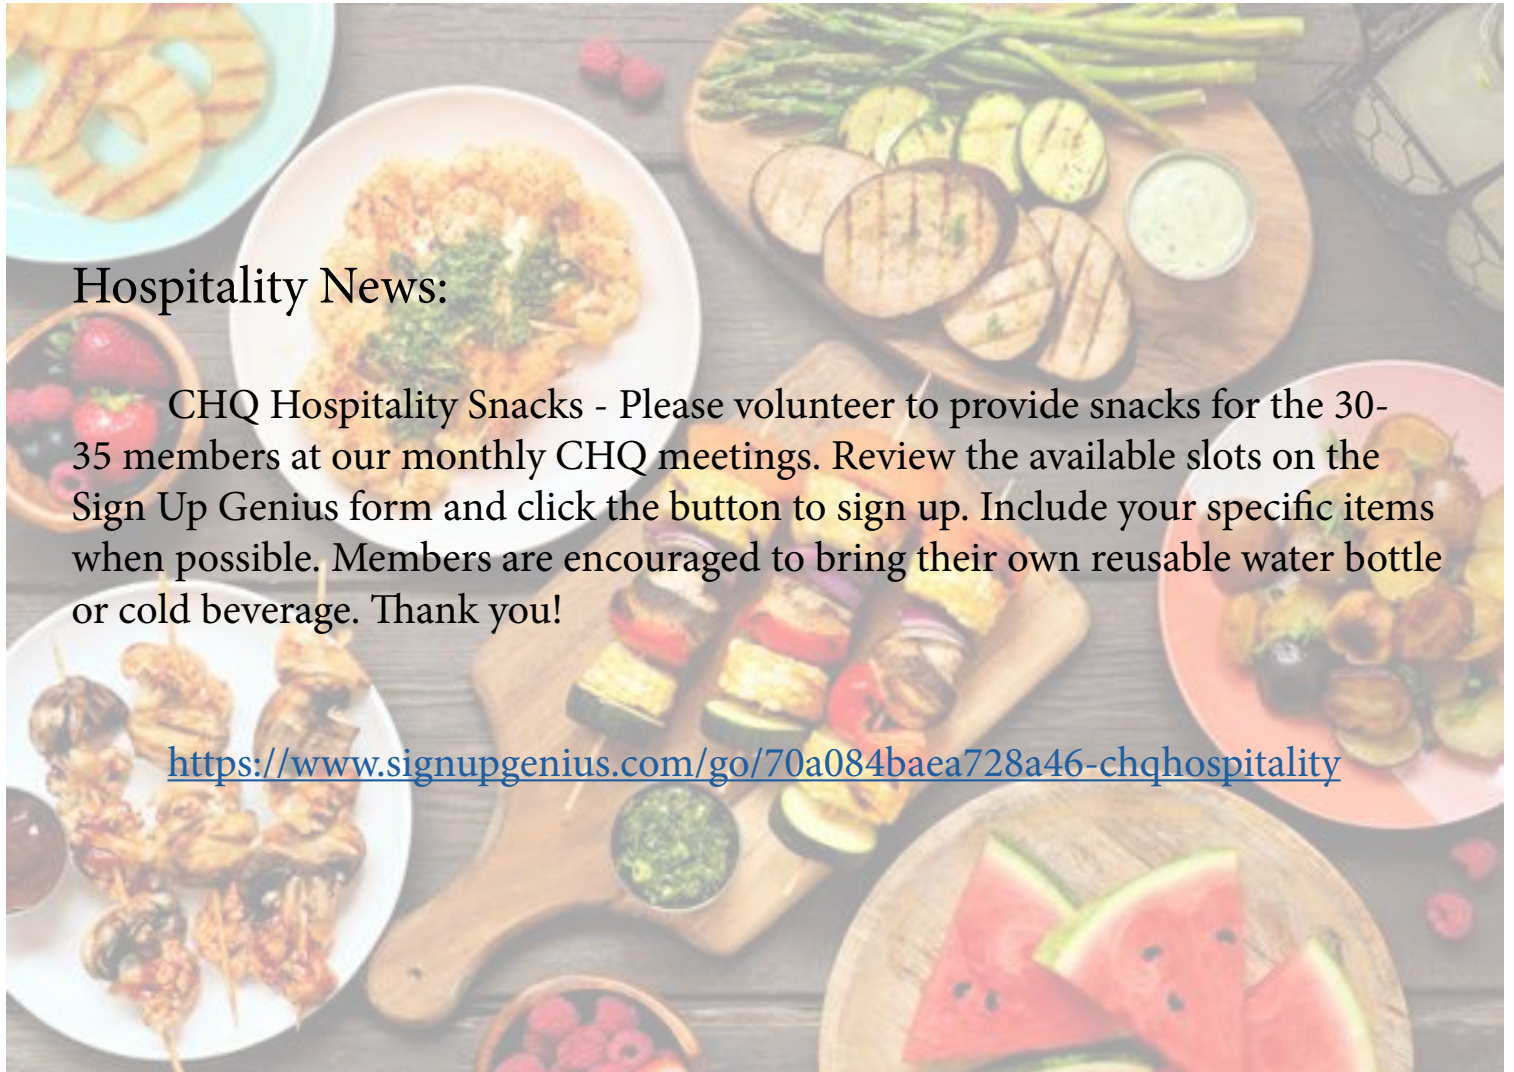 Hospitality News:
CHQ Hospitality Snacks - Please volunteer to provide snacks for the 30-
35 members at our monthly CHQ meetings. Review the available slots on the
Sign Up Genius form and click the button to sign up. Include your specific items
when possible. Members are encouraged to bring their own reusable water bottle
or cold beverage. Thank you!
https://www.signupgenius.com/go/70a084baea728a46-chqhospitality